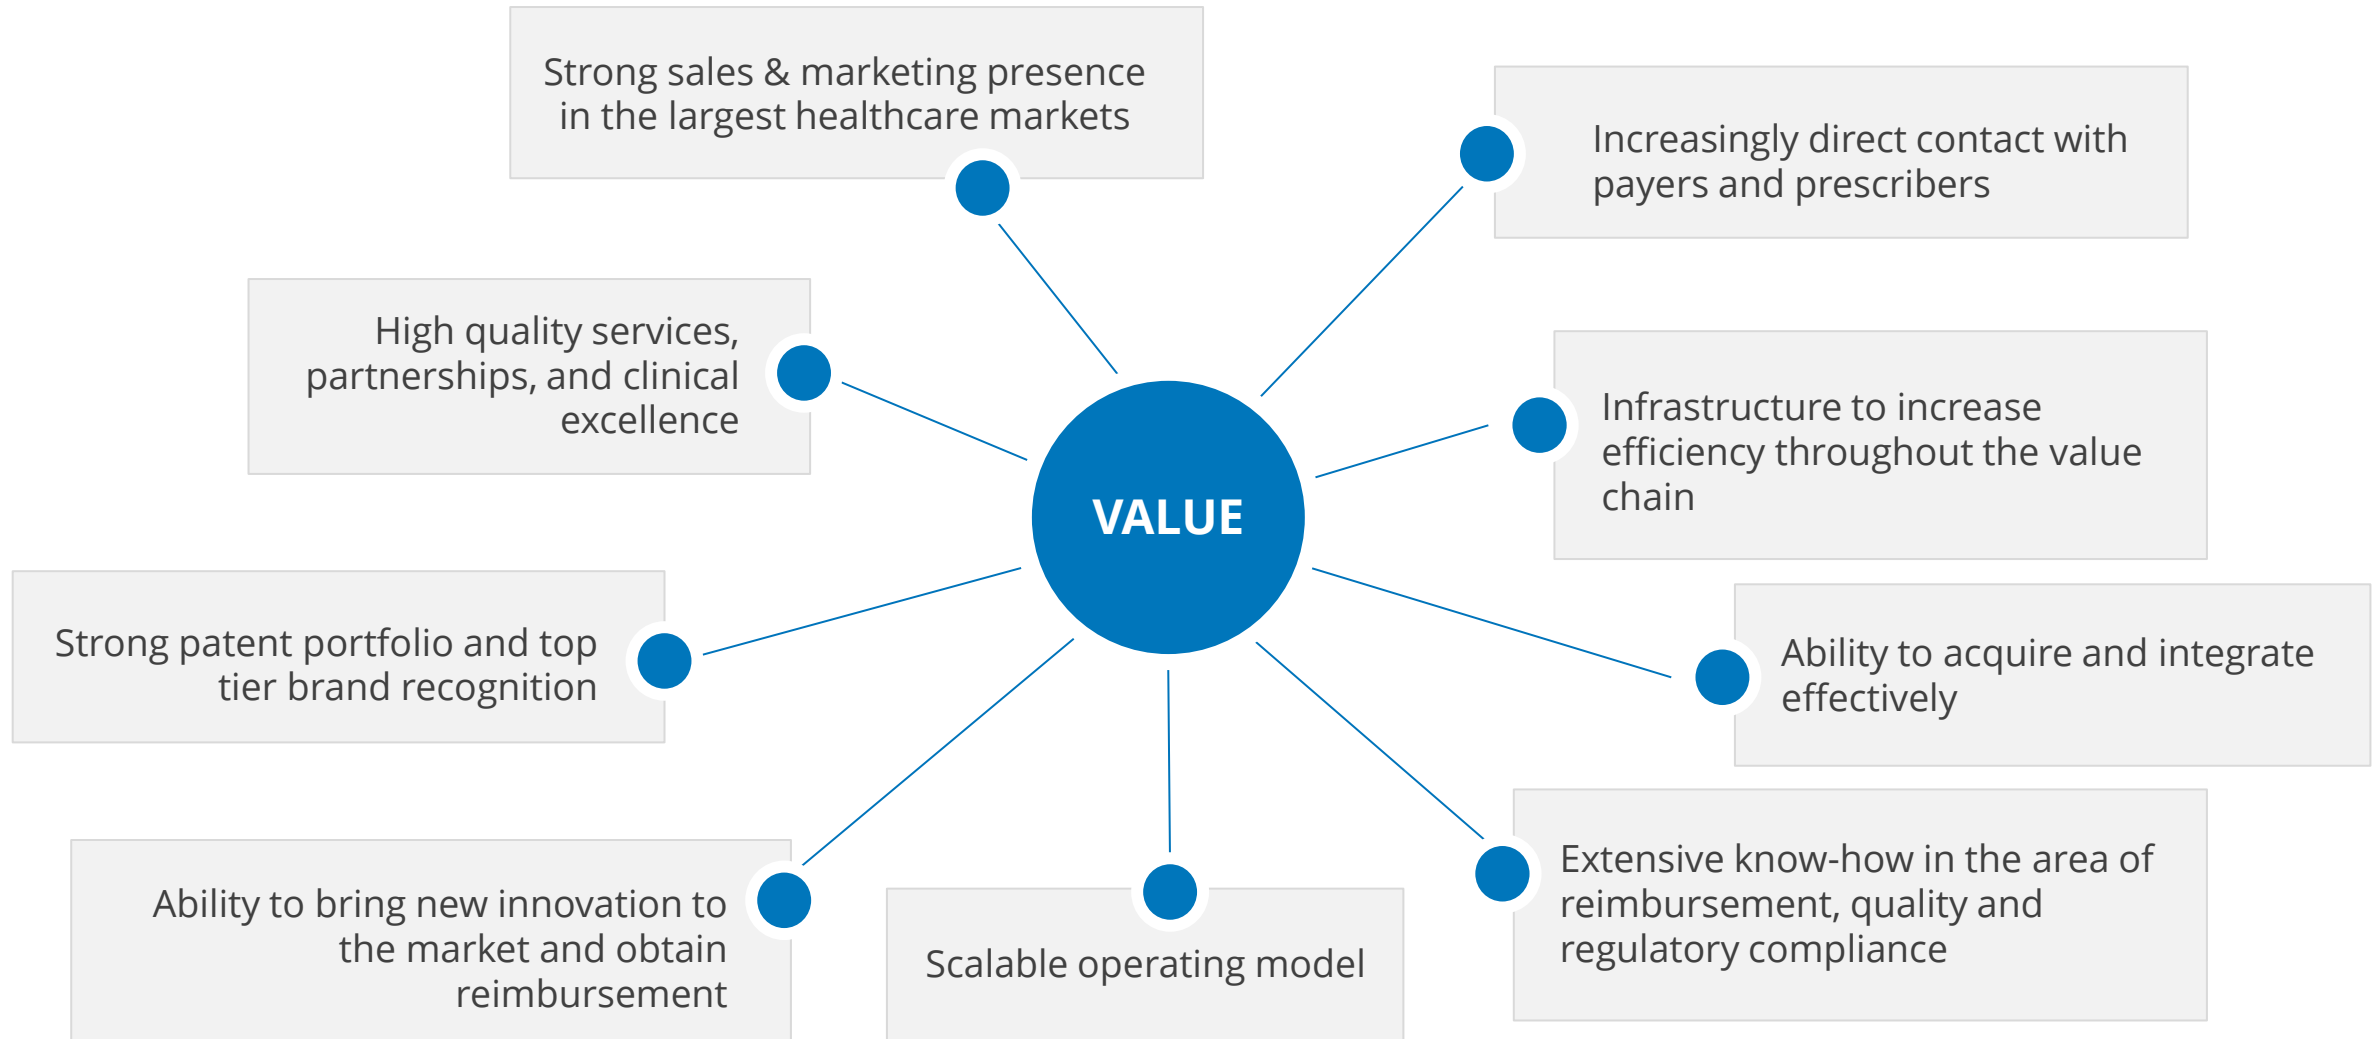 Strong sales & marketing presence
in the largest healthcare markets
Increasingly direct contact with
payers and prescribers
High quality services,
partnerships, and clinical
excellence
Infrastructure to increase
efficiency throughout the value
chain
VALUE
Strong patent portfolio and top
tier brand recognition
Ability to acquire and integrate
effectively
Ability to bring new innovation to
the market and obtain
reimbursement
Scalable operating model
Extensive know-how in the area of
reimbursement, quality and
regulatory compliance